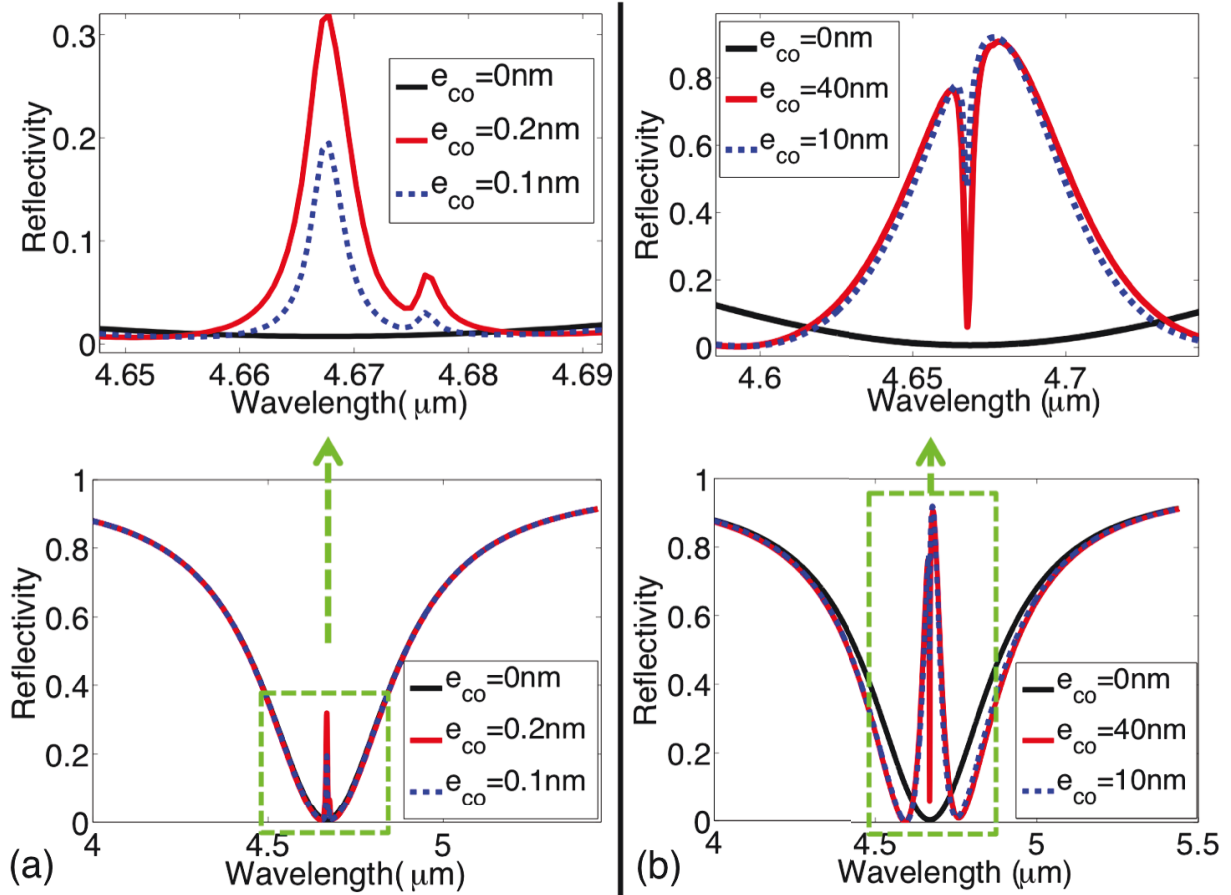 0.3
0.2
0.1
0
Reflectivity
e_co=0nm
e_co=0.2nm
e_co=0.1nm
4.65 4.66 4.67 4.68 4.69
Wavelength( μm)
0.8
0.6
0.4
0.2
0
Reflectivity
e_co=0nm
e_co=40nm
e_co=10nm
4.6 4.65 4.7
Wavelength (μm)
1
0.8
0.6
0.4
0.2
0
Reflectivity
e_co=0nm
e_co=0.2nm
e_co=0.1nm
4 4.5 5
Wavelength( μm)
(a)
1
0.8
0.6
0.4
0.2
0
Reflectivity
e_co=0nm
e_co=40nm
e_co=10nm
4 4.5 5 5.5
Wavelength (μm)
(b)